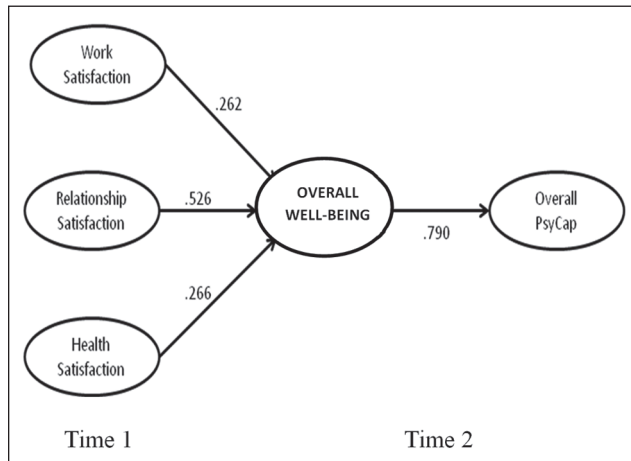 Work
Satisfaction
.262
Relationship
Satisfaction
.526
OVERALL
WELL-BEING
.790
Overall
PsyCap
.266
Health
Satisfaction
Time 1
Time 2